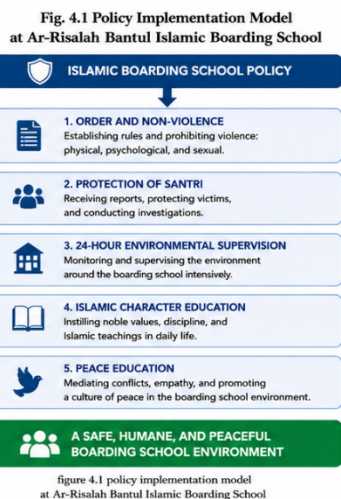 Fig. 4.1 Policy Implementation Model
at Ar-Risalah Bantul Islamic Boarding School
ISLAMIC BOARDING SCHOOL POLICY
1. ORDER AND NON-VIOLENCE
Establishing rules and prohibiting violence:
physical, psychological, and sexual.
2. PROTECTION OF SANTRI
Receiving reports, protecting victims,
and conducting investigations.
3. 24-HOUR ENVIRONMENTAL SUPERVISION
Monitoring and supervising the environment
around the boarding school intensively.
4. ISLAMIC CHARACTER EDUCATION
Instilling noble values, discipline, and
Islamic teachings in daily life.
5. PEACE EDUCATION
Mediating conflicts, empathy, and promoting
a culture of peace in the boarding school environment.
A SAFE, HUMANE, AND PEACEFUL
BOARDING SCHOOL ENVIRONMENT
figure 4.1 policy implementation model
at Ar-Risalah Bantul Islamic Boarding School